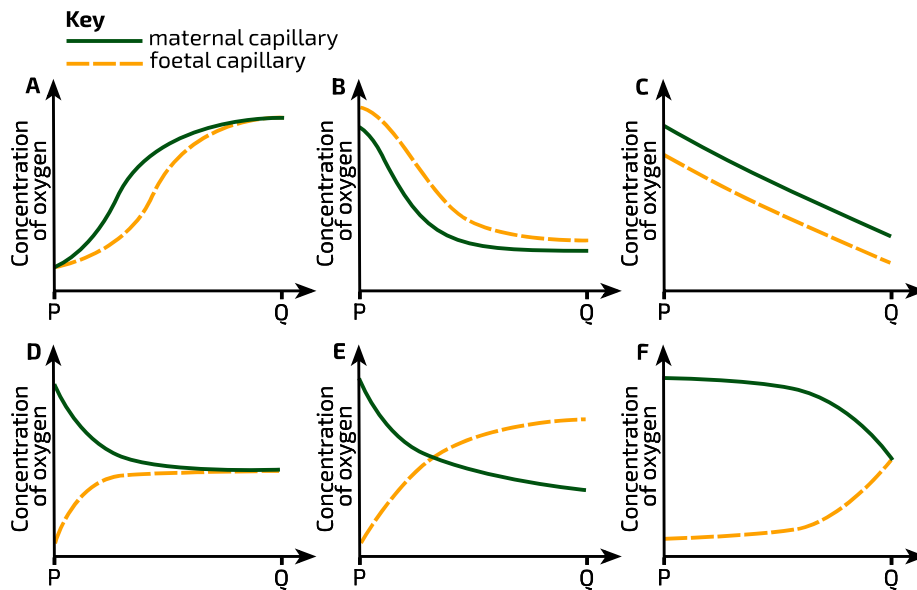 Key
maternal capillary
foetal capillary
A
Concentration
of oxygen
P
Q
B
Concentration
of oxygen
P
Q
C
Concentration
of oxygen
P
Q
D
Concentration
of oxygen
P
Q
E
Concentration
of oxygen
P
Q
F
Concentration
of oxygen
P
Q